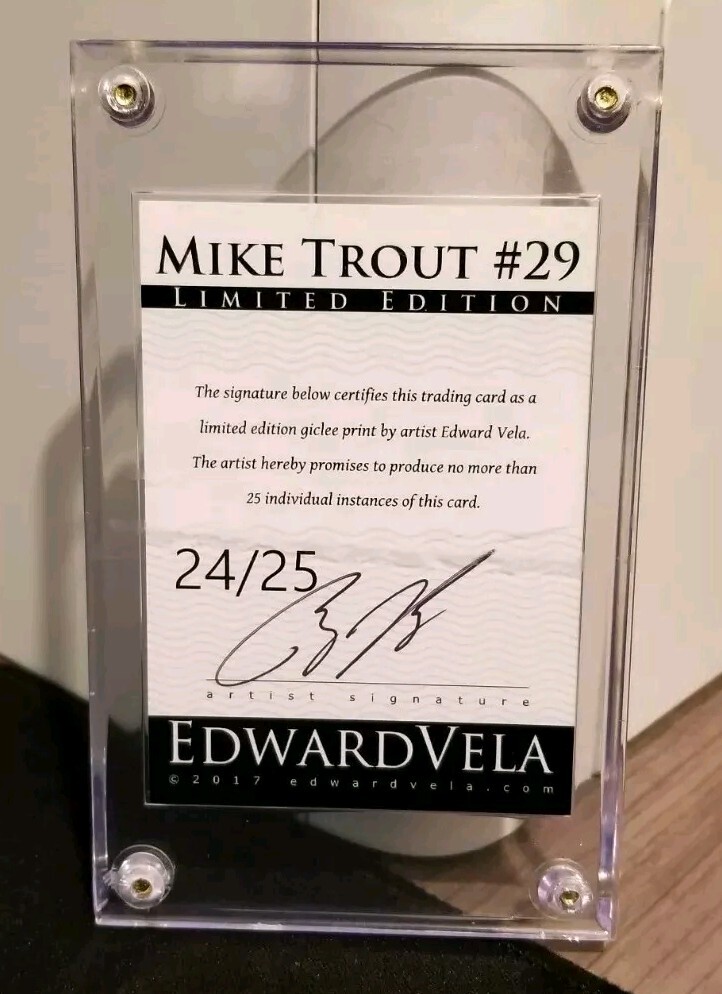 MIKE TROUT #29
LIMITED EDITION
The signature below certifies this trading card as a
limited edition giclee print by artist Edward Vela.
The artist hereby promises to produce no more than
25 individual instances of this card.
24/25
artist signature
EDWARDVELA
©2017 edwardvela.com